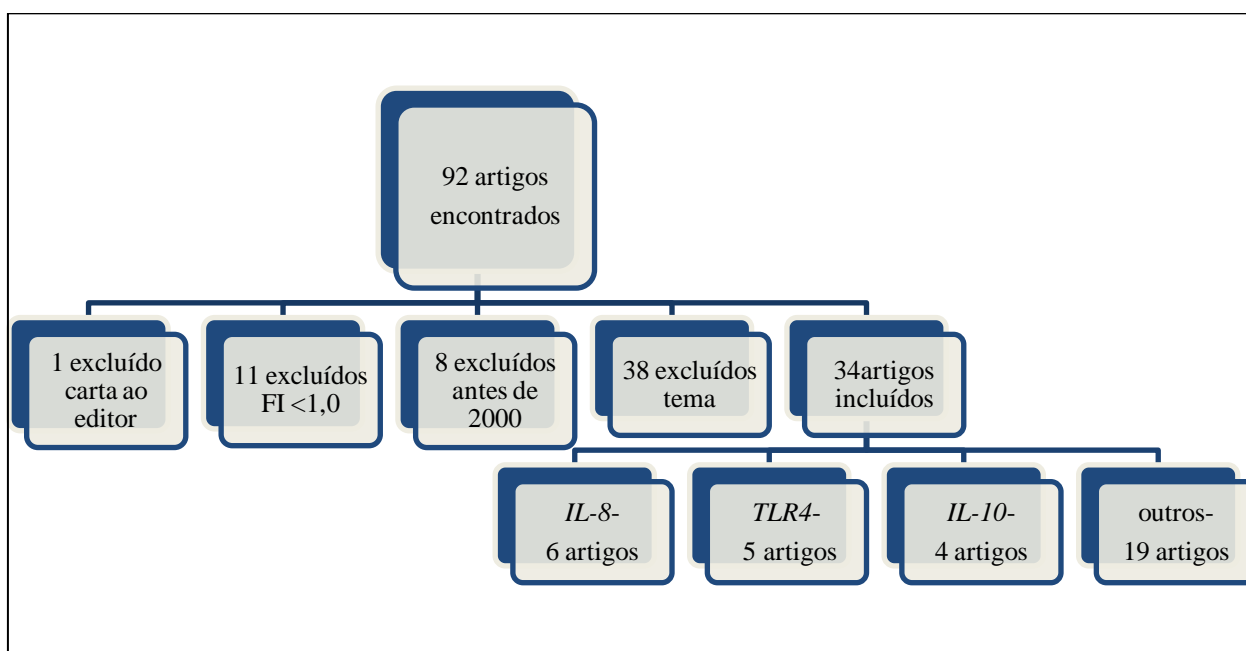 92 artigos
encontrados
1 excluído
carta ao
editor
11 excluídos
FI <1,0
8 excluídos
antes de
2000
38 excluídos
tema
34artigos
incluídos
IL-8-
6 artigos
TLR4-
5 artigos
IL-10-
4 artigos
outros-
19 artigos